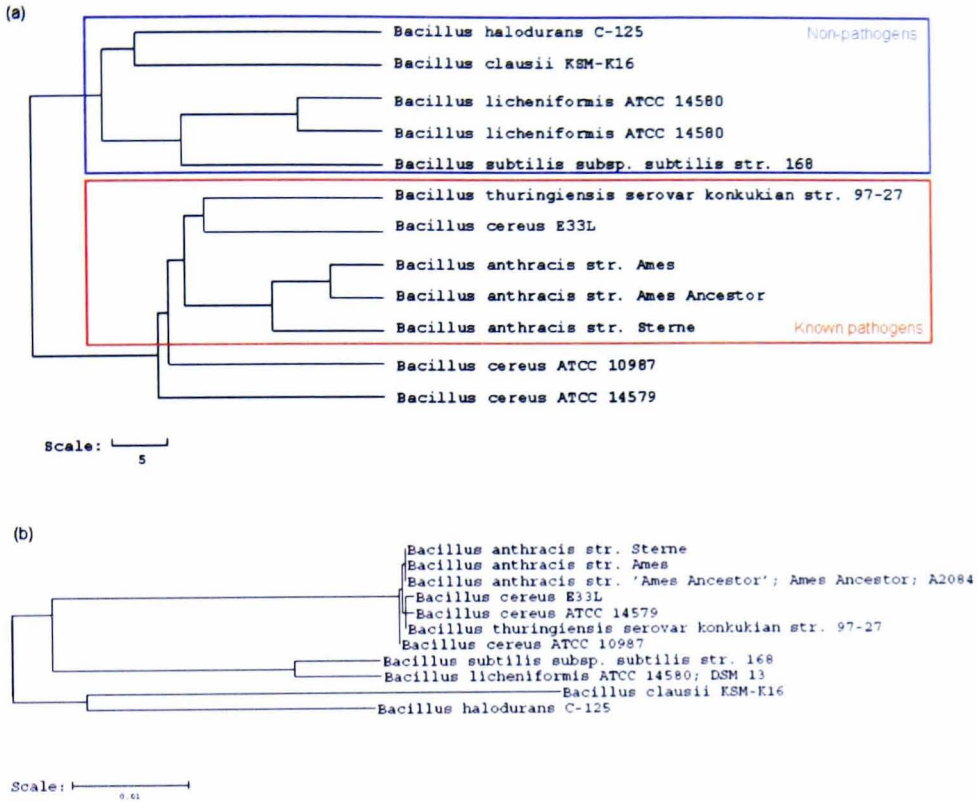 (a)
Bacillus halodurans C-125
Non-pathogens
Bacillus clausii KSM-K16
Bacillus licheniformis ATCC 14580
Bacillus licheniformis ATCC 14580
Bacillus subtilis subsp. subtilis str. 168
Bacillus thuringiensis serovar konkukian str. 97-27
Bacillus cereus E33L
Bacillus anthracis str. Ames
Bacillus anthracis str. Ames Ancestor
Bacillus anthracis str. Sterne
Known pathogens
Bacillus cereus ATCC 10987
Bacillus cereus ATCC 14579
Scale:
5
(b)
Bacillus anthracis str. Sterne
Bacillus anthracis str. Ames
Bacillus anthracis str. 'Ames Ancestor'; Ames Ancestor; A2084
Bacillus cereus E33L
Bacillus cereus ATCC 14579
Bacillus thuringiensis serovar konkukian str. 97-27
Bacillus cereus ATCC 10987
Bacillus subtilis subsp. subtilis str. 168
Bacillus licheniformis ATCC 14580; DSM 13
Bacillus clausii KSM-K16
Bacillus halodurans C-125
Scale:
0.01